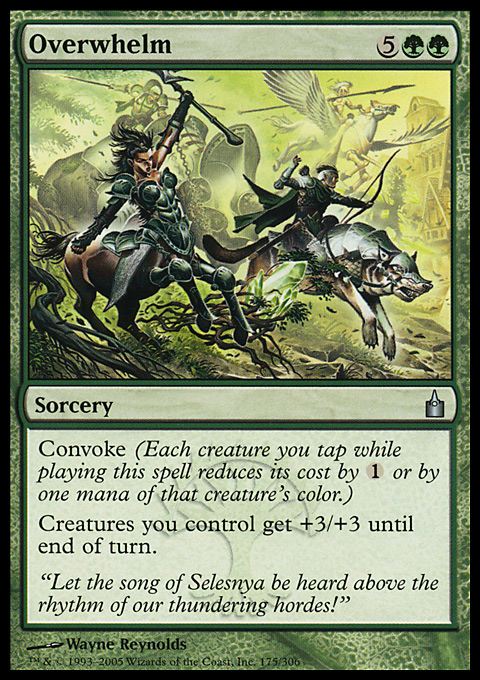 Overwhelm 5
Sorcery
Convoke (Each creature you tap while
playing this spell reduces its cost by 1 or by
one mana of that creature's color.)
Creatures you control get +3/+3 until
end of turn.
"Let the song of Selesnya be heard above the
rhythm of our thundering hordes!"
Wayne Reynolds
™ & © 1993–2005 Wizards of the Coast, Inc. 175/306